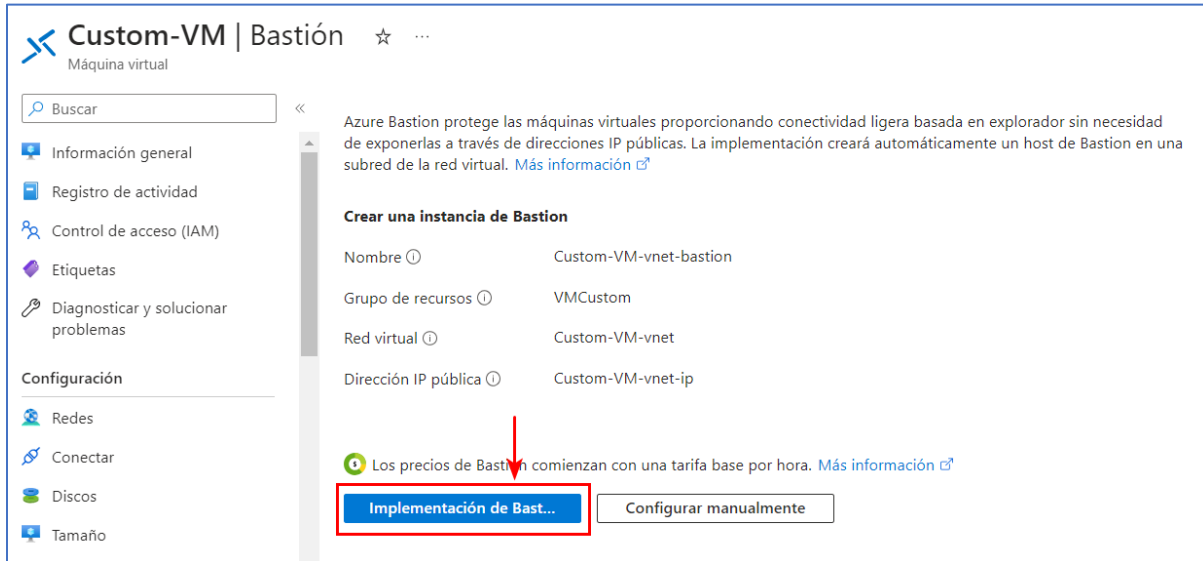 Custom-VM | Bastión
Máquina virtual
Buscar
Información general
Registro de actividad
Control de acceso (IAM)
Etiquetas
Diagnosticar y solucionar
problemas
Configuración
Redes
Conectar
Discos
Tamaño
Azure Bastion protege las máquinas virtuales proporcionando conectividad ligera basada en explorador sin necesidad
de exponerlas a través de direcciones IP públicas. La implementación creará automáticamente un host de Bastion en una
subred de la red virtual. Más información
Crear una instancia de Bastion
Nombre Custom-VM-vnet-bastion
Grupo de recursos VMCustom
Red virtual Custom-VM-vnet
Dirección IP pública Custom-VM-vnet-ip
Los precios de Bastion comienzan con una tarifa base por hora. Más información
Implementación de Bast... Configurar manualmente